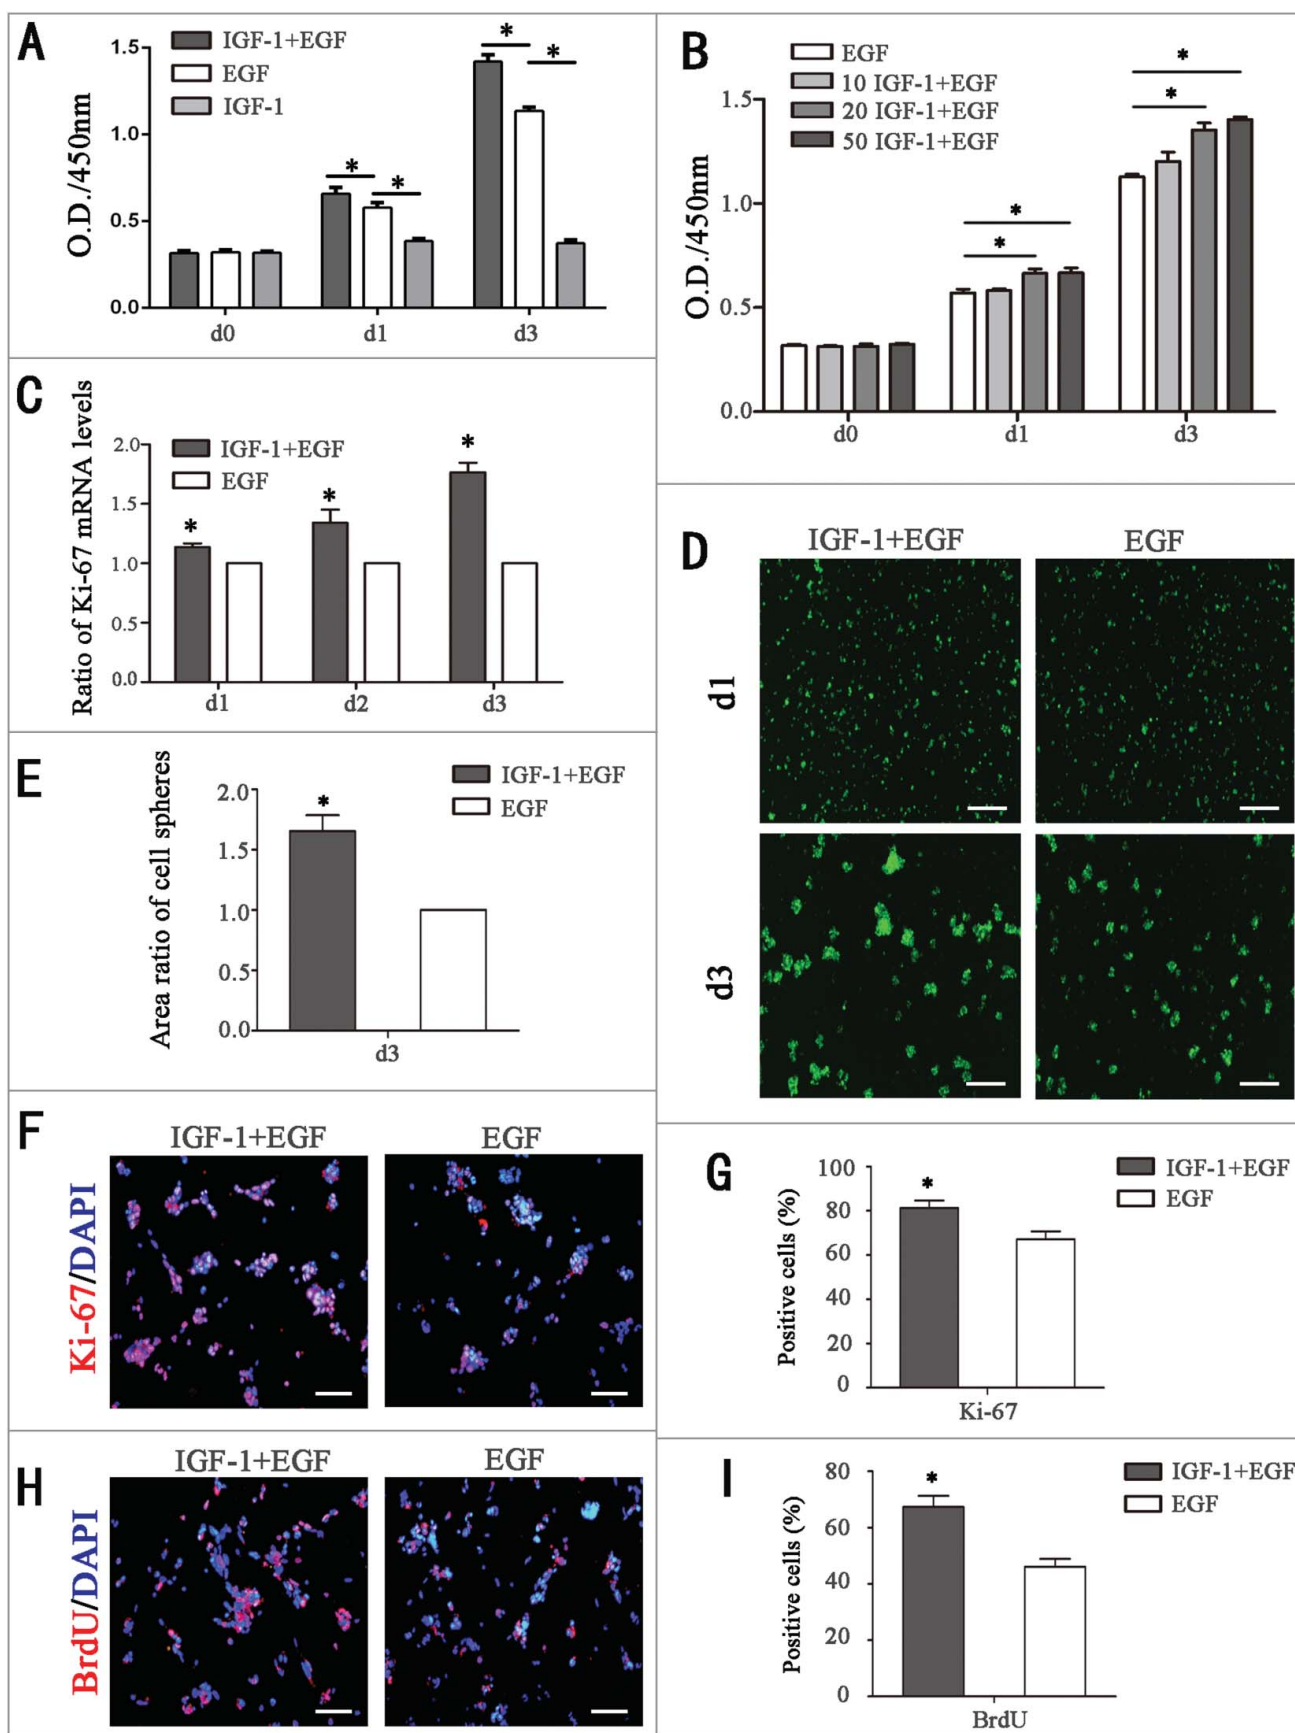 A
IGF-1+EGF
EGF
IGF-1
O.D./450nm
1.5
1.0
0.5
0.0
* * * *
d0 d1 d3
B
EGF
10 IGF-1+EGF
20 IGF-1+EGF
50 IGF-1+EGF
O.D./450nm
1.5
1.0
0.5
0.0
* * * *
d0 d1 d3
C
IGF-1+EGF
EGF
Ratio of Ki-67 mRNA levels
2.0
1.5
1.0
0.5
0.0
* * *
d1 d2 d3
D
IGF-1+EGF EGF
d1
d3
E
IGF-1+EGF
EGF
Area ratio of cell spheres
2.0
1.5
1.0
0.5
0.0
*
d3
F
IGF-1+EGF EGF
Ki-67/DAPI
G
IGF-1+EGF
EGF
Positive cells (%)
100
80
60
40
20
0
*
Ki-67
H
IGF-1+EGF EGF
BrdU/DAPI
I
IGF-1+EGF
EGF
Positive cells (%)
80
60
40
20
0
*
BrdU